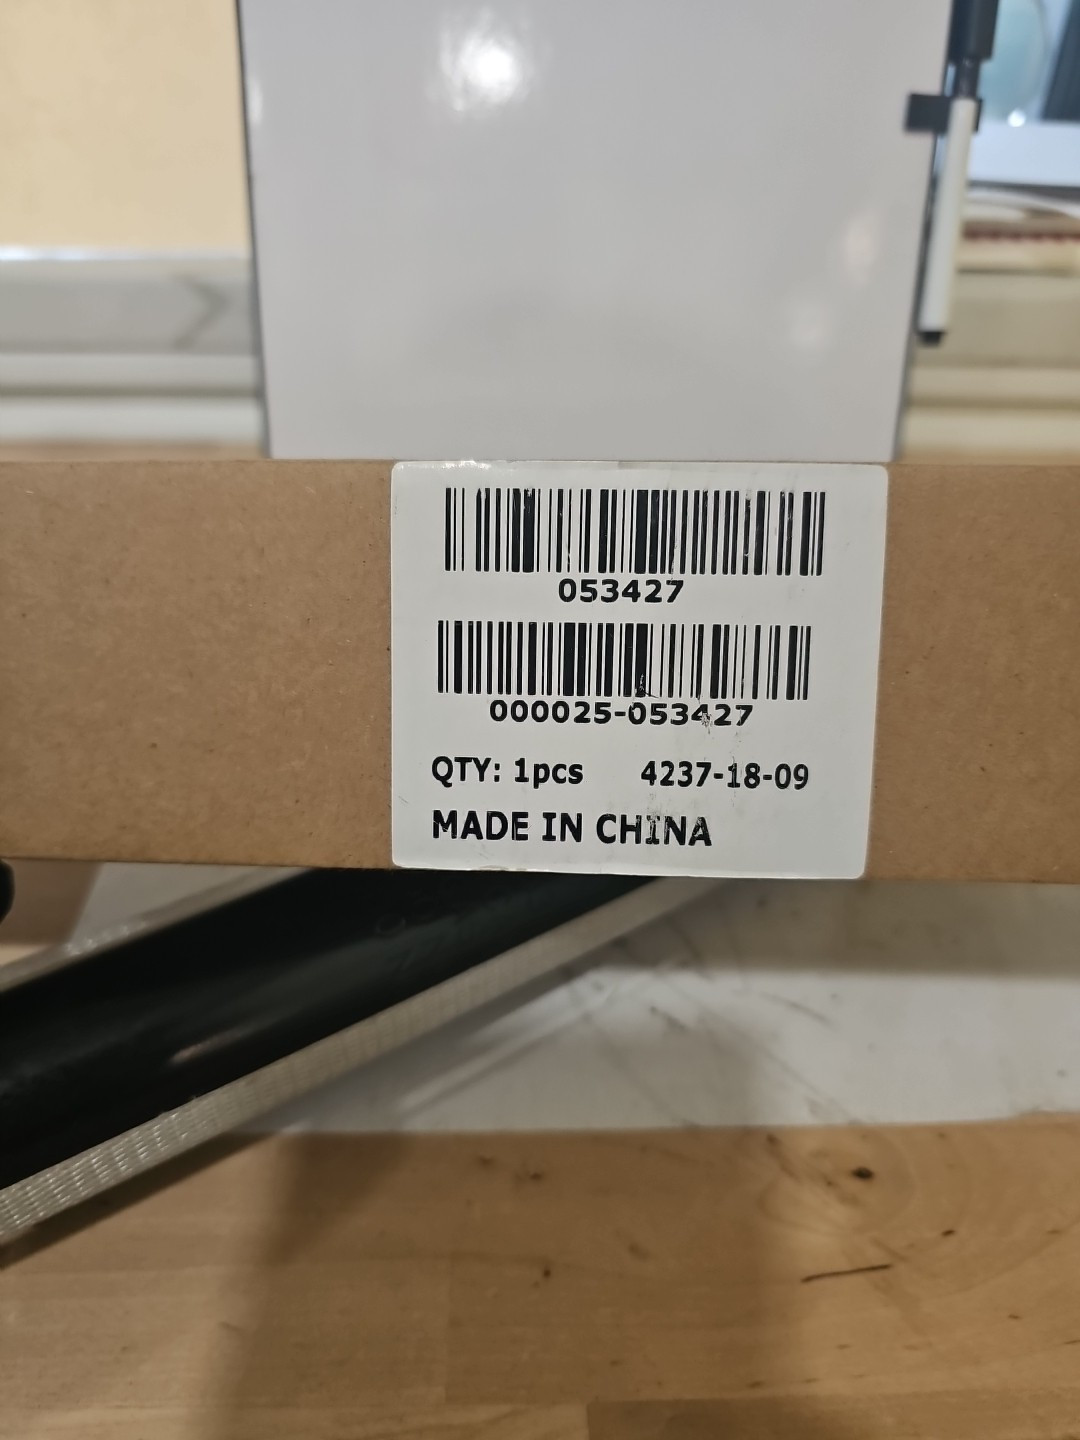 053427
000025-053427
QTY: 1pcs 4237-18-09
MADE IN CHINA